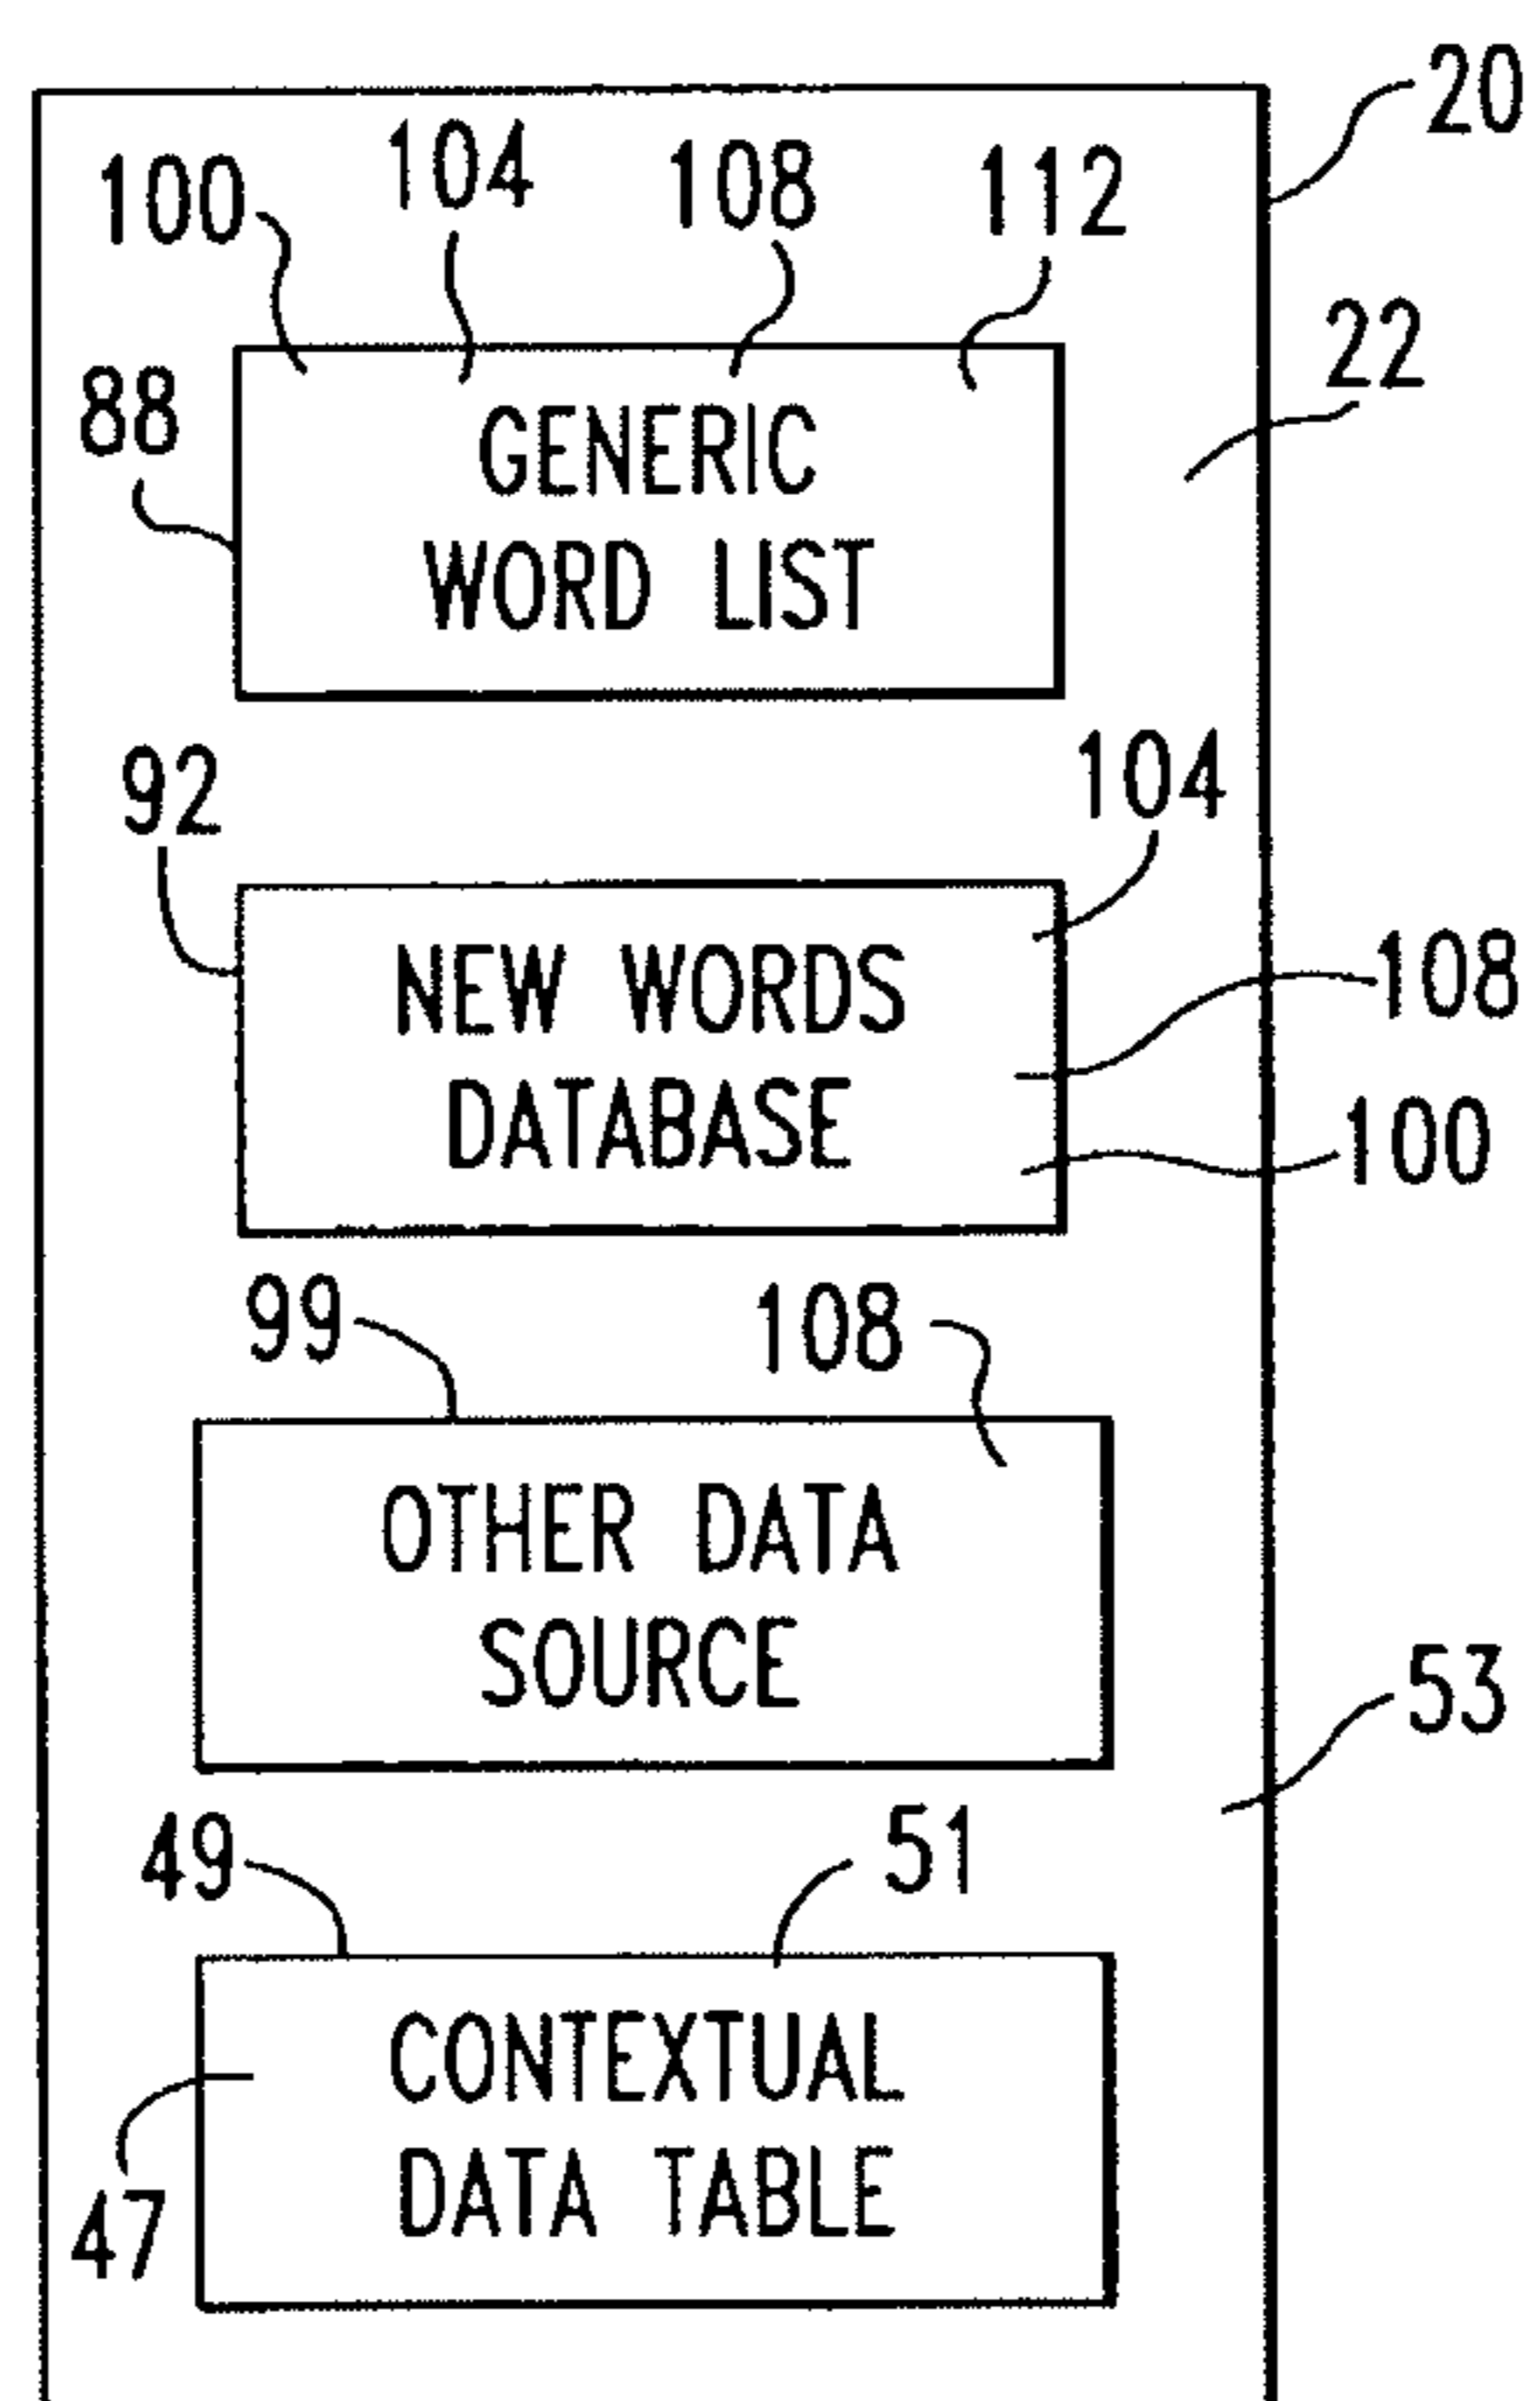 20
100 104 108 112
22
88
GENERIC
WORD LIST
92
104
NEW WORDS
108
DATABASE
100
99
108
OTHER DATA
SOURCE
53
49
51
CONTEXTUAL
DATA TABLE
47